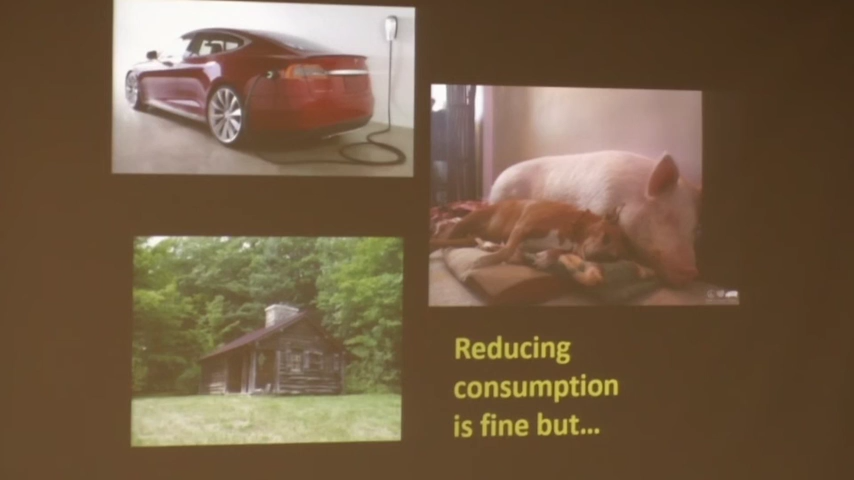 Reducing
consumption
is fine but...